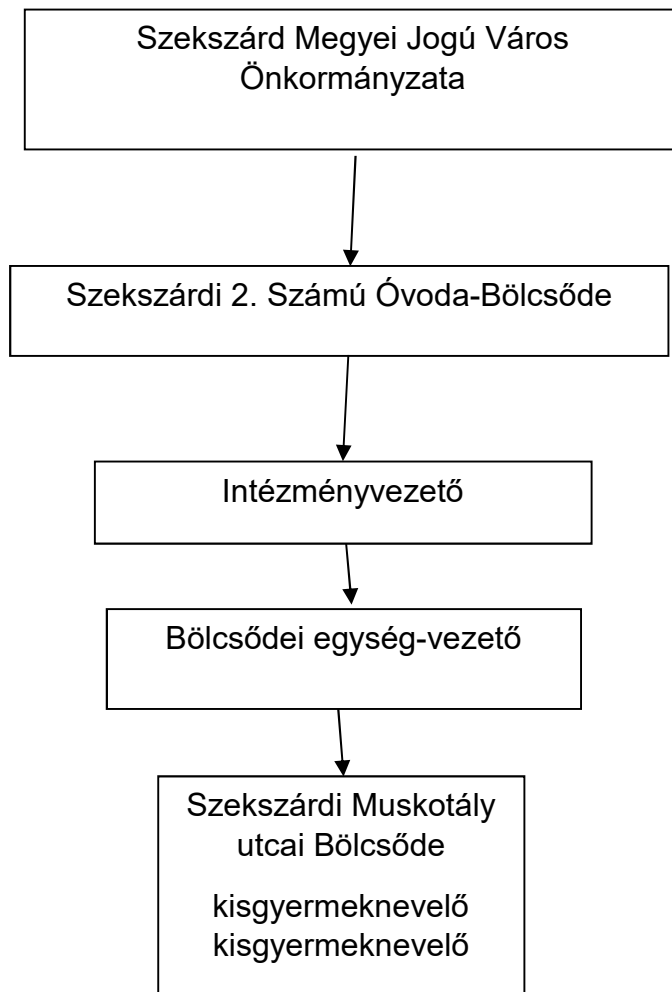 Szekszárd Megyei Jogú Város
Önkormányzata
Szekszárdi 2. Számú Óvoda-Bölcsőde
Intézményvezető
Bölcsődei egység-vezető
Szekszárdi Muskotály
utcai Bölcsőde
kisgyermeknevelő
kisgyermeknevelő